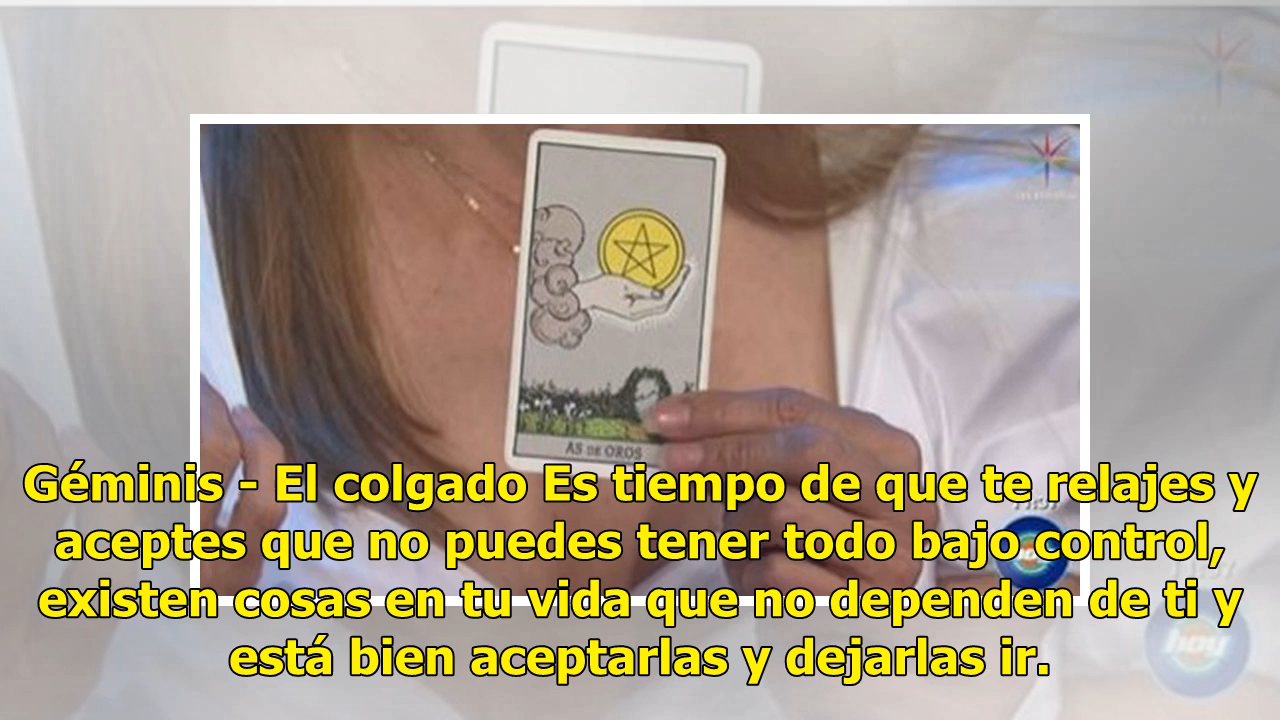 AS DE OROS
Géminis - El colgado Es tiempo de que te relajes y
aceptes que no puedes tener todo bajo control,
existen cosas en tu vida que no dependen de ti y
está bien aceptarlas y dejarlas ir.
hoy